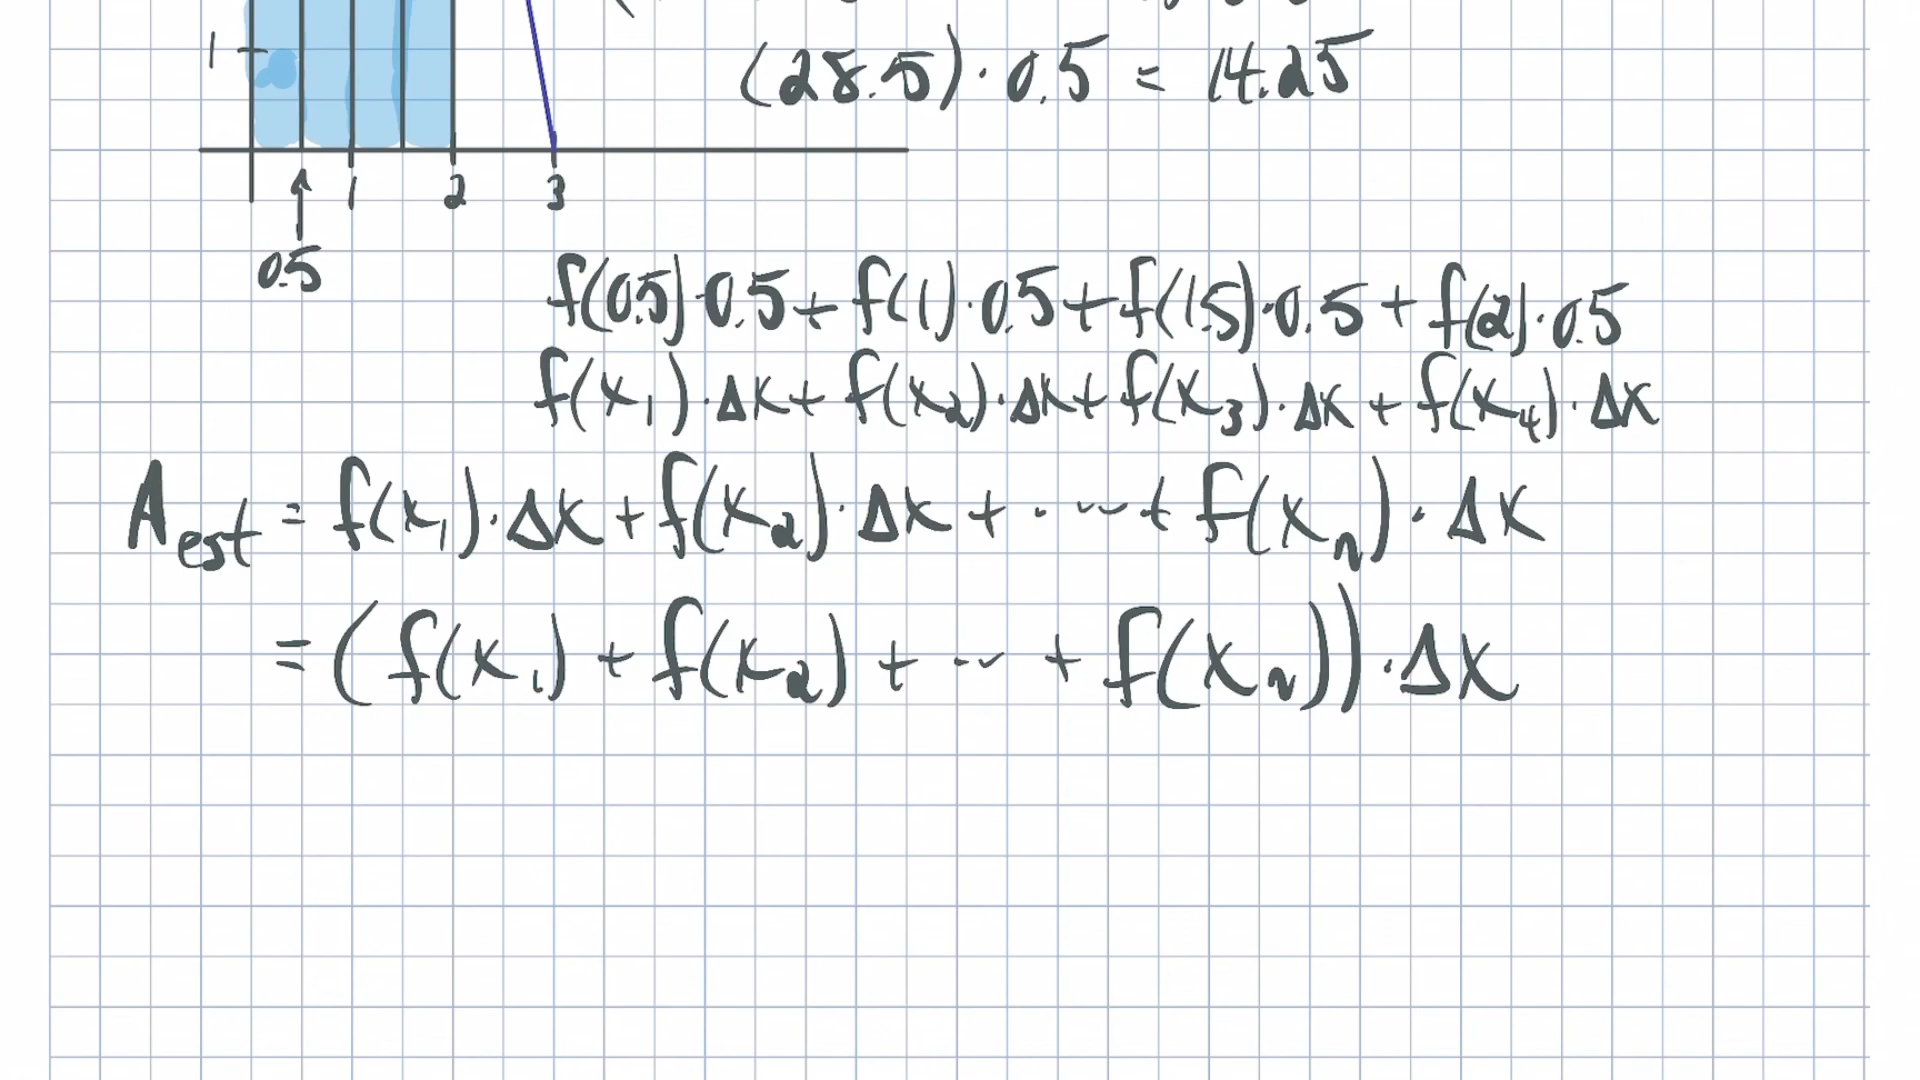 1
(28.5)·0.5 = 14.25
1 2 3
0.5
f(0.5)·0.5+f(1)·0.5+f(1.5)·0.5+f(2)·0.5
f(x₁)·Δx+f(x₂)·Δx+f(x₃)·Δx+f(x₄)·Δx
A_est = f(x₁)·Δx+f(x₂)·Δx+···+f(xₙ)·Δx
=(f(x₁)+f(x₂)+···+f(xₙ))·Δx